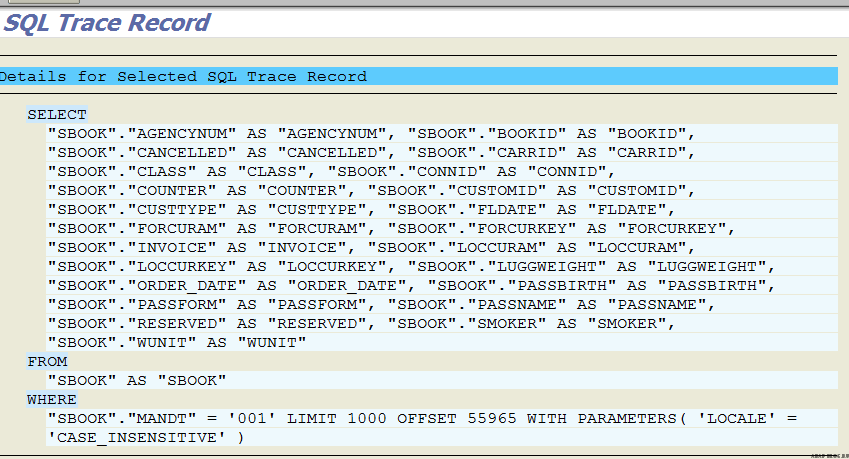 SQL Trace Record
Details for Selected SQL Trace Record
SELECT
"SBOOK"."AGENCYNUM" AS "AGENCYNUM", "SBOOK"."BOOKID" AS "BOOKID",
"SBOOK"."CANCELLED" AS "CANCELLED", "SBOOK"."CARRID" AS "CARRID",
"SBOOK"."CLASS" AS "CLASS", "SBOOK"."CONNID" AS "CONNID",
"SBOOK"."COUNTER" AS "COUNTER", "SBOOK"."CUSTOMID" AS "CUSTOMID",
"SBOOK"."CUSTTYPE" AS "CUSTTYPE", "SBOOK"."FLDATE" AS "FLDATE",
"SBOOK"."FORCURAM" AS "FORCURAM", "SBOOK"."FORCURKEY" AS "FORCURKEY",
"SBOOK"."INVOICE" AS "INVOICE", "SBOOK"."LOCCURAM" AS "LOCCURAM",
"SBOOK"."LOCCURKEY" AS "LOCCURKEY", "SBOOK"."LUGGWEIGHT" AS "LUGGWEIGHT",
"SBOOK"."ORDER_DATE" AS "ORDER_DATE", "SBOOK"."PASSBIRTH" AS "PASSBIRTH",
"SBOOK"."PASSFORM" AS "PASSFORM", "SBOOK"."PASSNAME" AS "PASSNAME",
"SBOOK"."RESERVED" AS "RESERVED", "SBOOK"."SMOKER" AS "SMOKER",
"SBOOK"."WUNIT" AS "WUNIT"
FROM
"SBOOK" AS "SBOOK"
WHERE
"SBOOK"."MANDT" = '001' LIMIT 1000 OFFSET 55965 WITH PARAMETERS( 'LOCALE' =
'CASE_INSENSITIVE' )